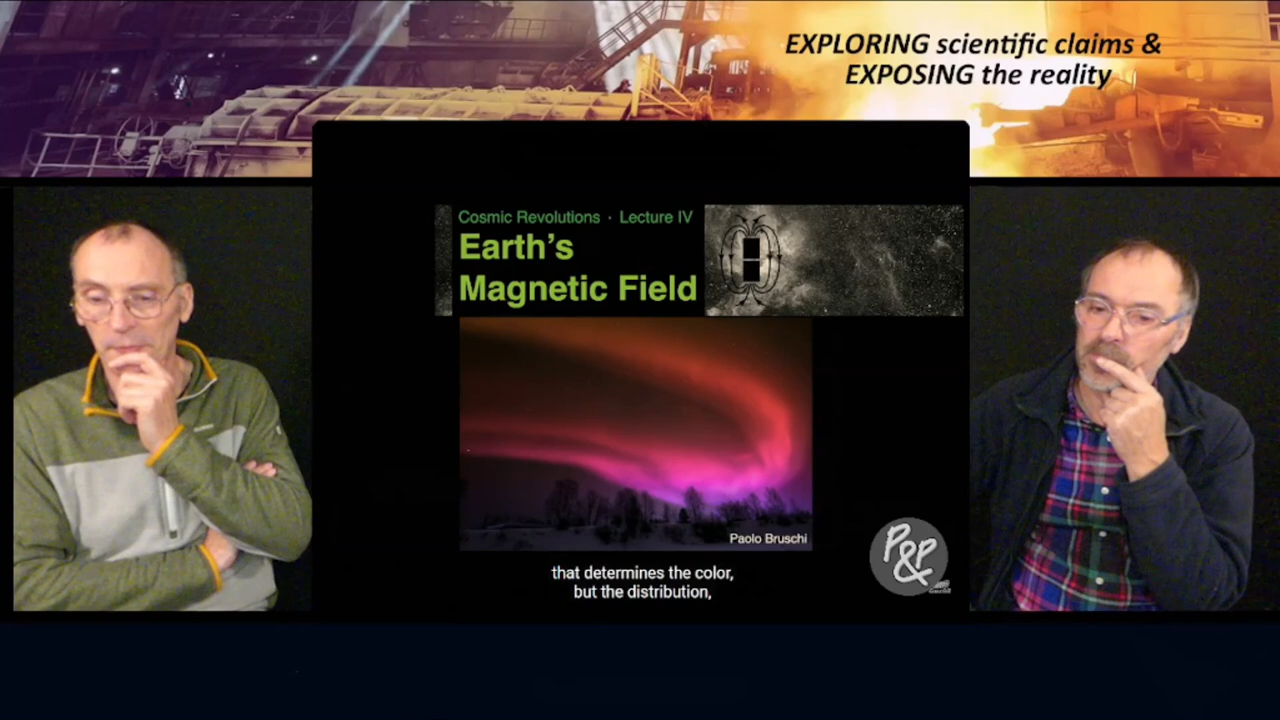 EXPLORING scientific claims &
EXPOSING the reality
Cosmic Revolutions · Lecture IV
Earth's
Magnetic Field
Paolo Bruschi
that determines the color,
but the distribution,
P&P